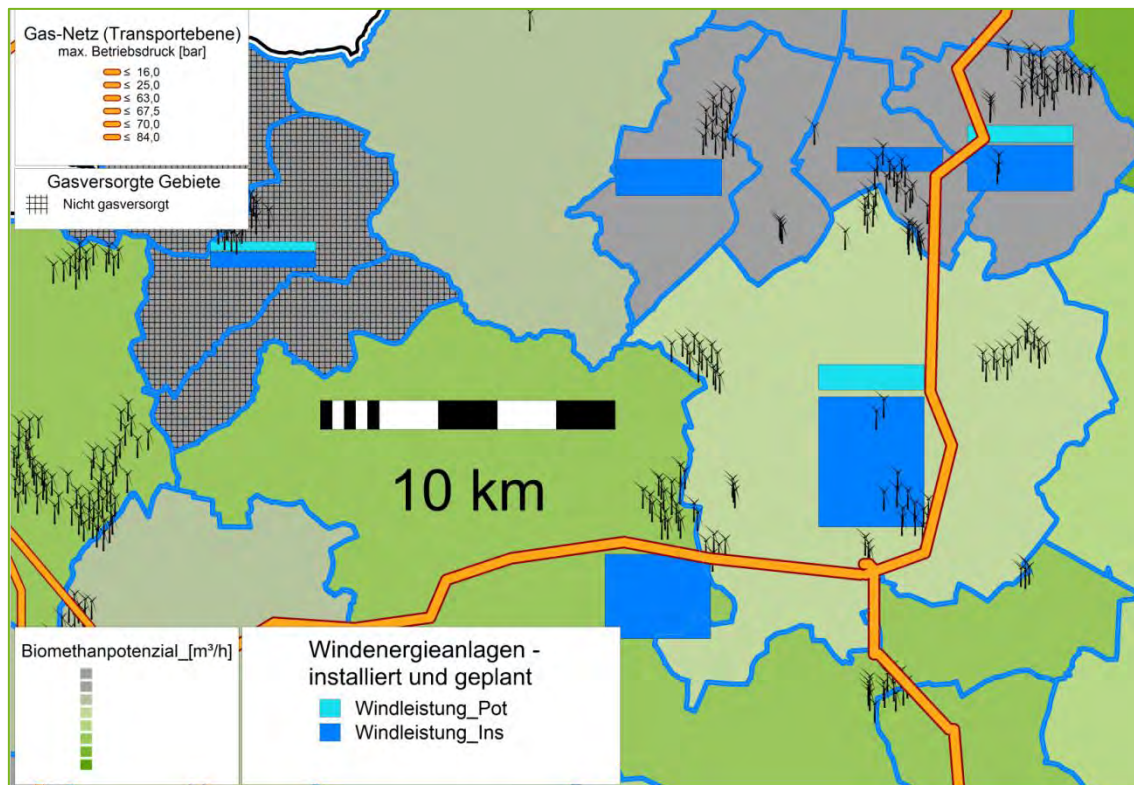 Gas-Netz (Transportebene)
max. Betriebsdruck [bar]
≤ 16,0
≤ 25,0
≤ 63,0
≤ 67,5
≤ 70,0
≤ 84,0
Gasversorgte Gebiete
Nicht gasversorgt
10 km
Biomethanpotenzial_[m³/h]
Windenergieanlagen -
installiert und geplant
Windleistung_Pot
Windleistung_Ins